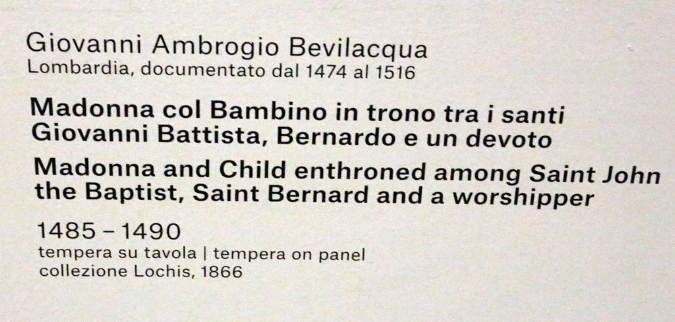 Giovanni Ambrogio Bevilacqua
Lombardia, documentato dal 1474 al 1516
Madonna col Bambino in trono tra i santi
Giovanni Battista, Bernardo e un devoto
Madonna and Child enthroned among Saint John
the Baptist, Saint Bernard and a worshipper
1485 – 1490
tempera su tavola | tempera on panel
collezione Lochis, 1866